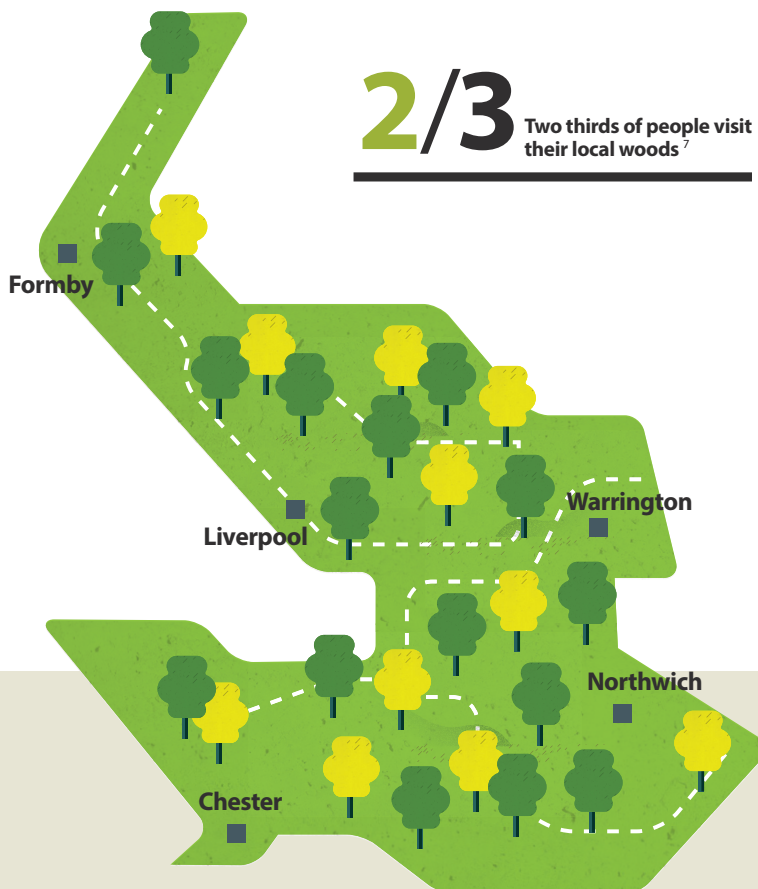 2/3
Two thirds of people visit
their local woods 7
Formby
Liverpool
Warrington
Northwich
Chester